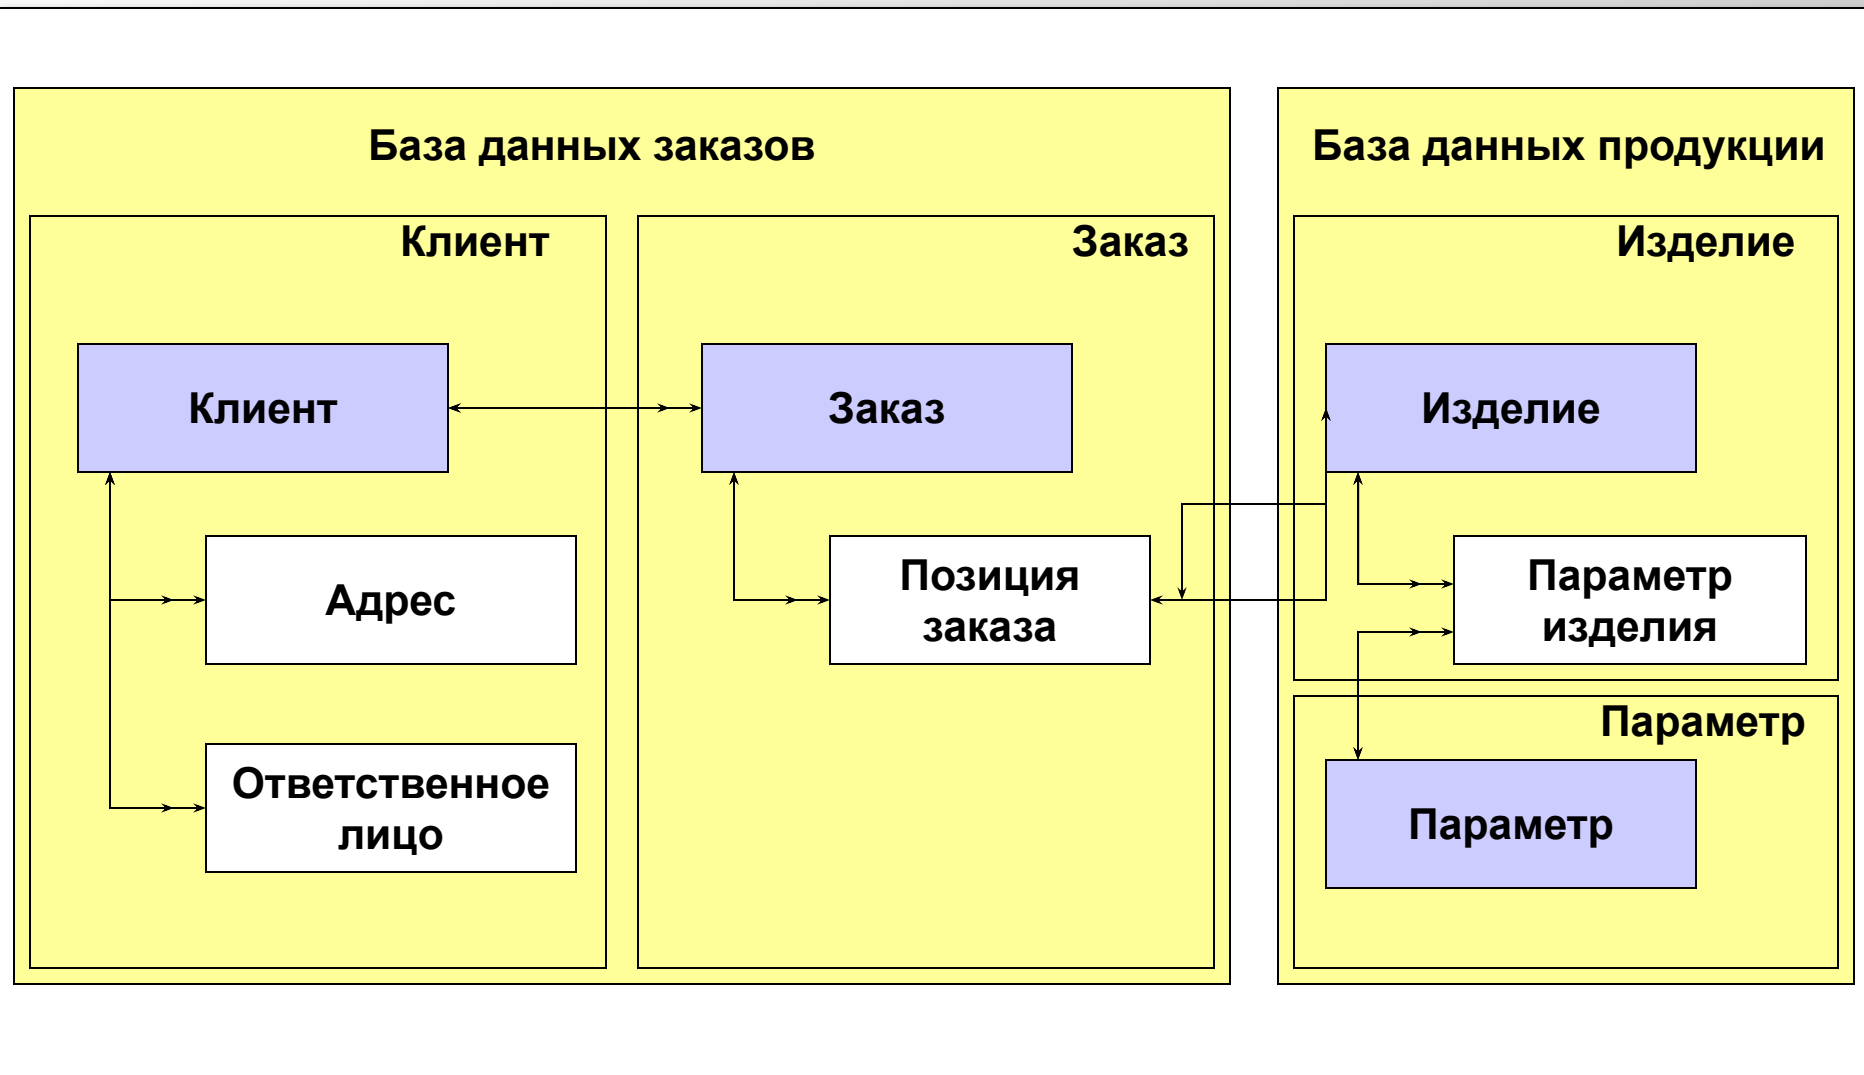 База данных заказов
База данных продукции
Клиент
Заказ
Изделие
Клиент
Заказ
Изделие
Адрес
Позиция
заказа
Параметр
изделия
Параметр
Ответственное
лицо
Параметр